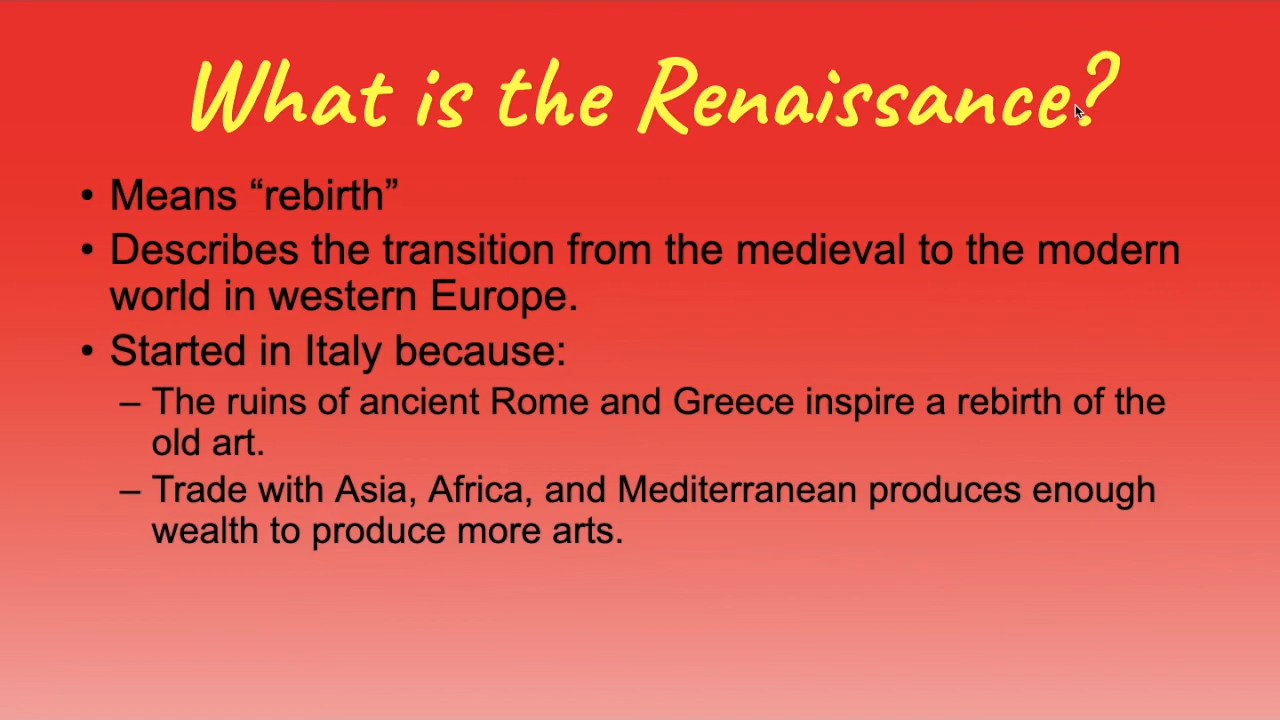 What is the Renaissance?
• Means “rebirth”
• Describes the transition from the medieval to the modern
world in western Europe.
• Started in Italy because:
– The ruins of ancient Rome and Greece inspire a rebirth of the
old art.
– Trade with Asia, Africa, and Mediterranean produces enough
wealth to produce more arts.